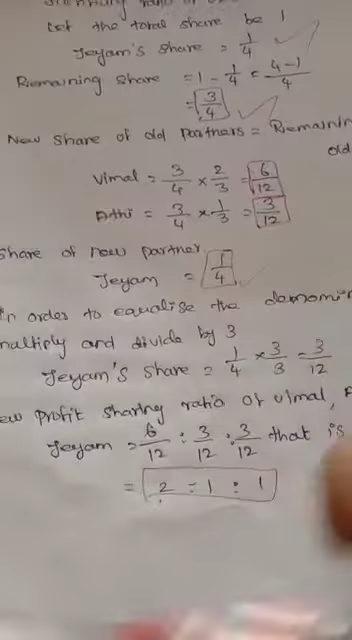 Let the total share be 1
Jeyam's share = 1/4
Remaining share = 1 - 1/4 = 4-1/4
= 3/4
New share of old partners = Remainin
old
Vimal = 3/4 × 2/3 = 6/12
Athi = 3/4 × 1/3 = 3/12
share of new partner
Jeyam = 1/4
In order to equalise the
multiply and divide by 3
Jeyam's share = 1/4 × 3/3 = 3/12
ew profit sharing ratio of vimal,
Jeyam = 6/12 : 3/12 : 3/12 that is
= 2 : 1 : 1